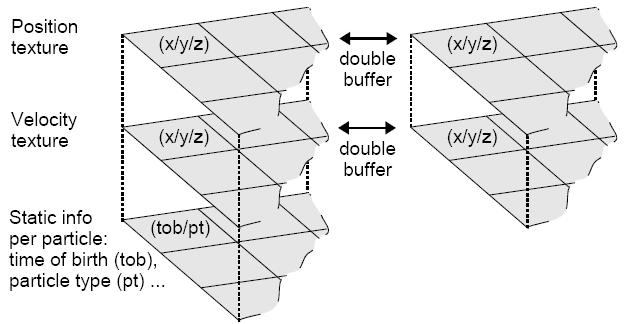 Position
texture
(x/y/z)
double
buffer
(x/y/z)
Velocity
texture
(x/y/z)
double
buffer
(x/y/z)
Static info
per particle:
time of birth (tob),
particle type (pt) ...
(tob/pt)